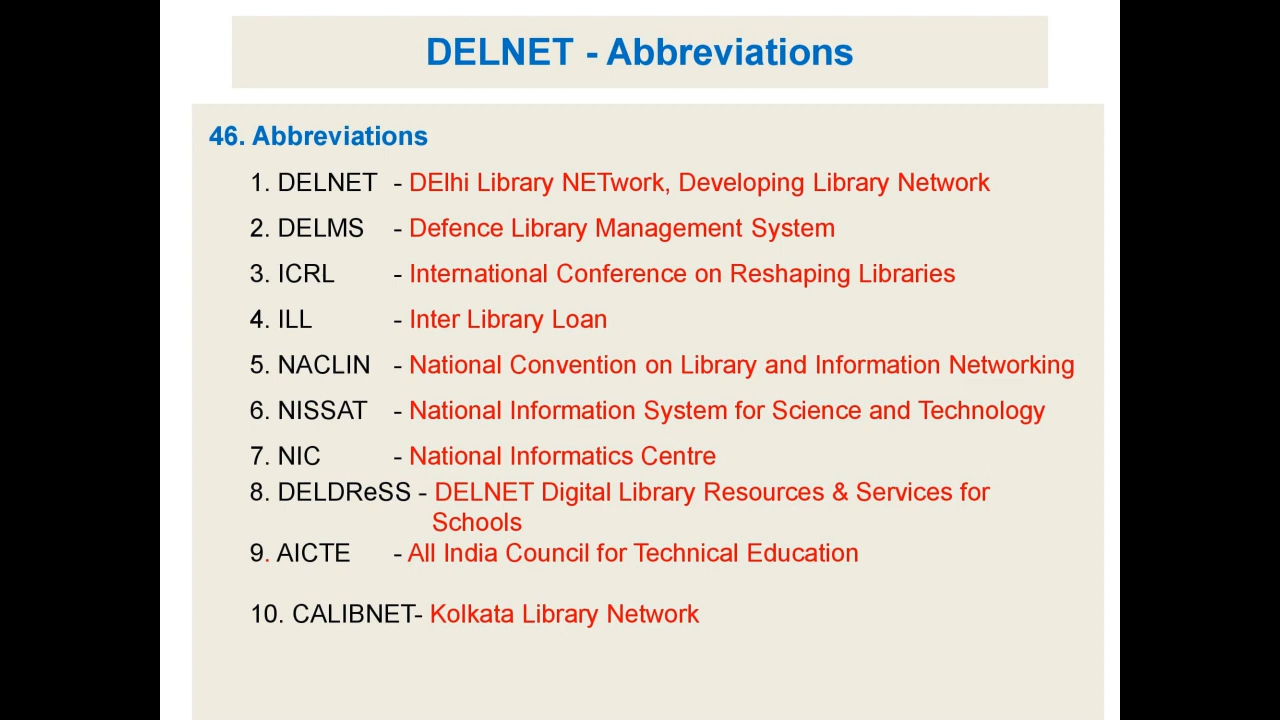 DELNET - Abbreviations
46. Abbreviations
1. DELNET - DElhi Library NETwork, Developing Library Network
2. DELMS - Defence Library Management System
3. ICRL - International Conference on Reshaping Libraries
4. ILL - Inter Library Loan
5. NACLIN - National Convention on Library and Information Networking
6. NISSAT - National Information System for Science and Technology
7. NIC - National Informatics Centre
8. DELDReSS - DELNET Digital Library Resources & Services for
Schools
9. AICTE - All India Council for Technical Education
10. CALIBNET- Kolkata Library Network